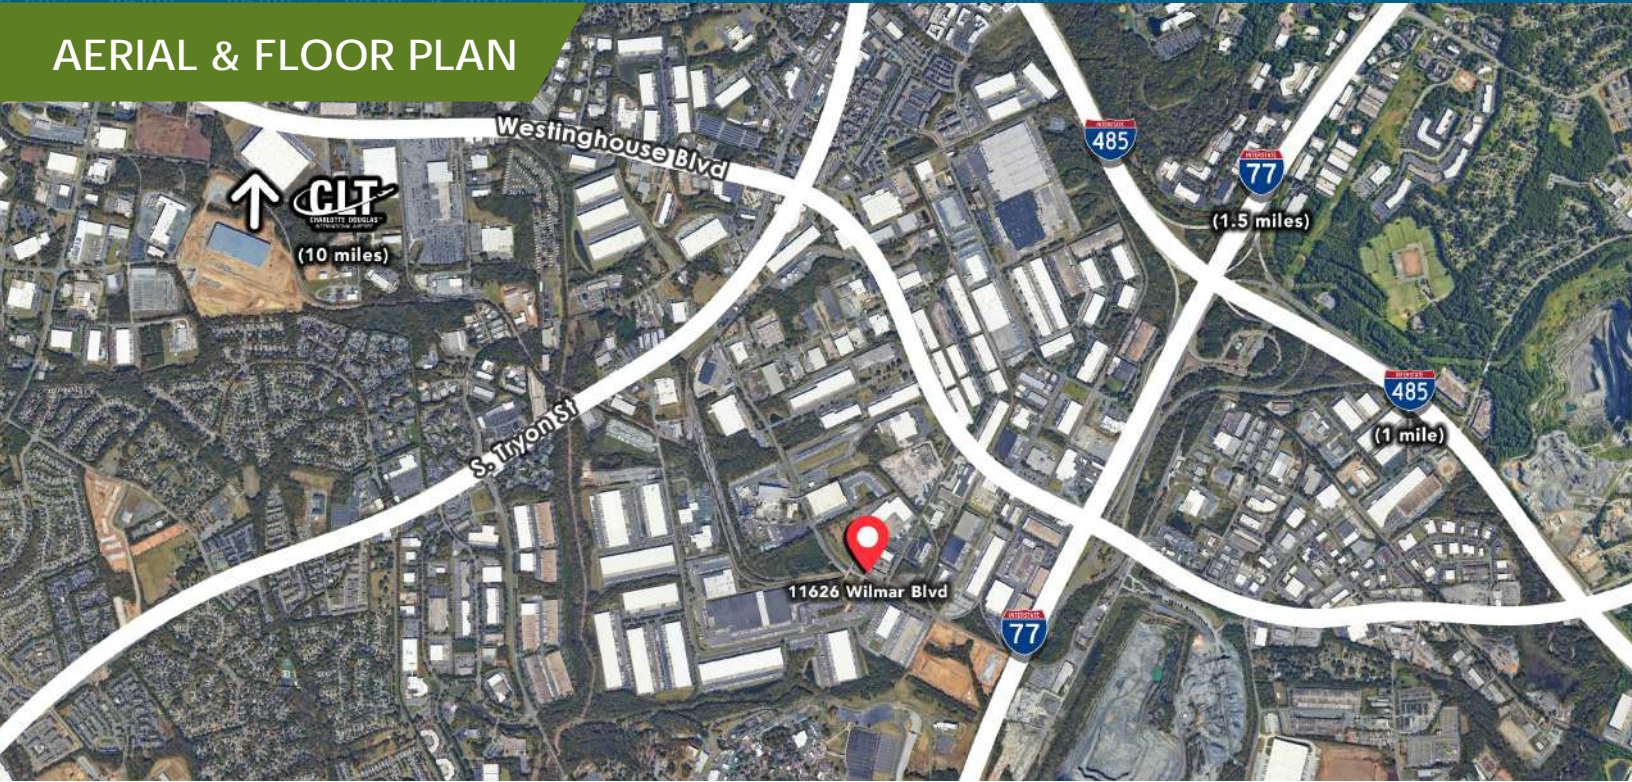 AERIAL & FLOOR PLAN
Westinghouse Blvd
INTERSTATE
485
INTERSTATE
77
(1.5 miles)
CLT
CHARLOTTE DOUGLAS
INTERNATIONAL AIRPORT
(10 miles)
INTERSTATE
485
(1 mile)
S. Tryon St
11626 Wilmar Blvd
INTERSTATE
77